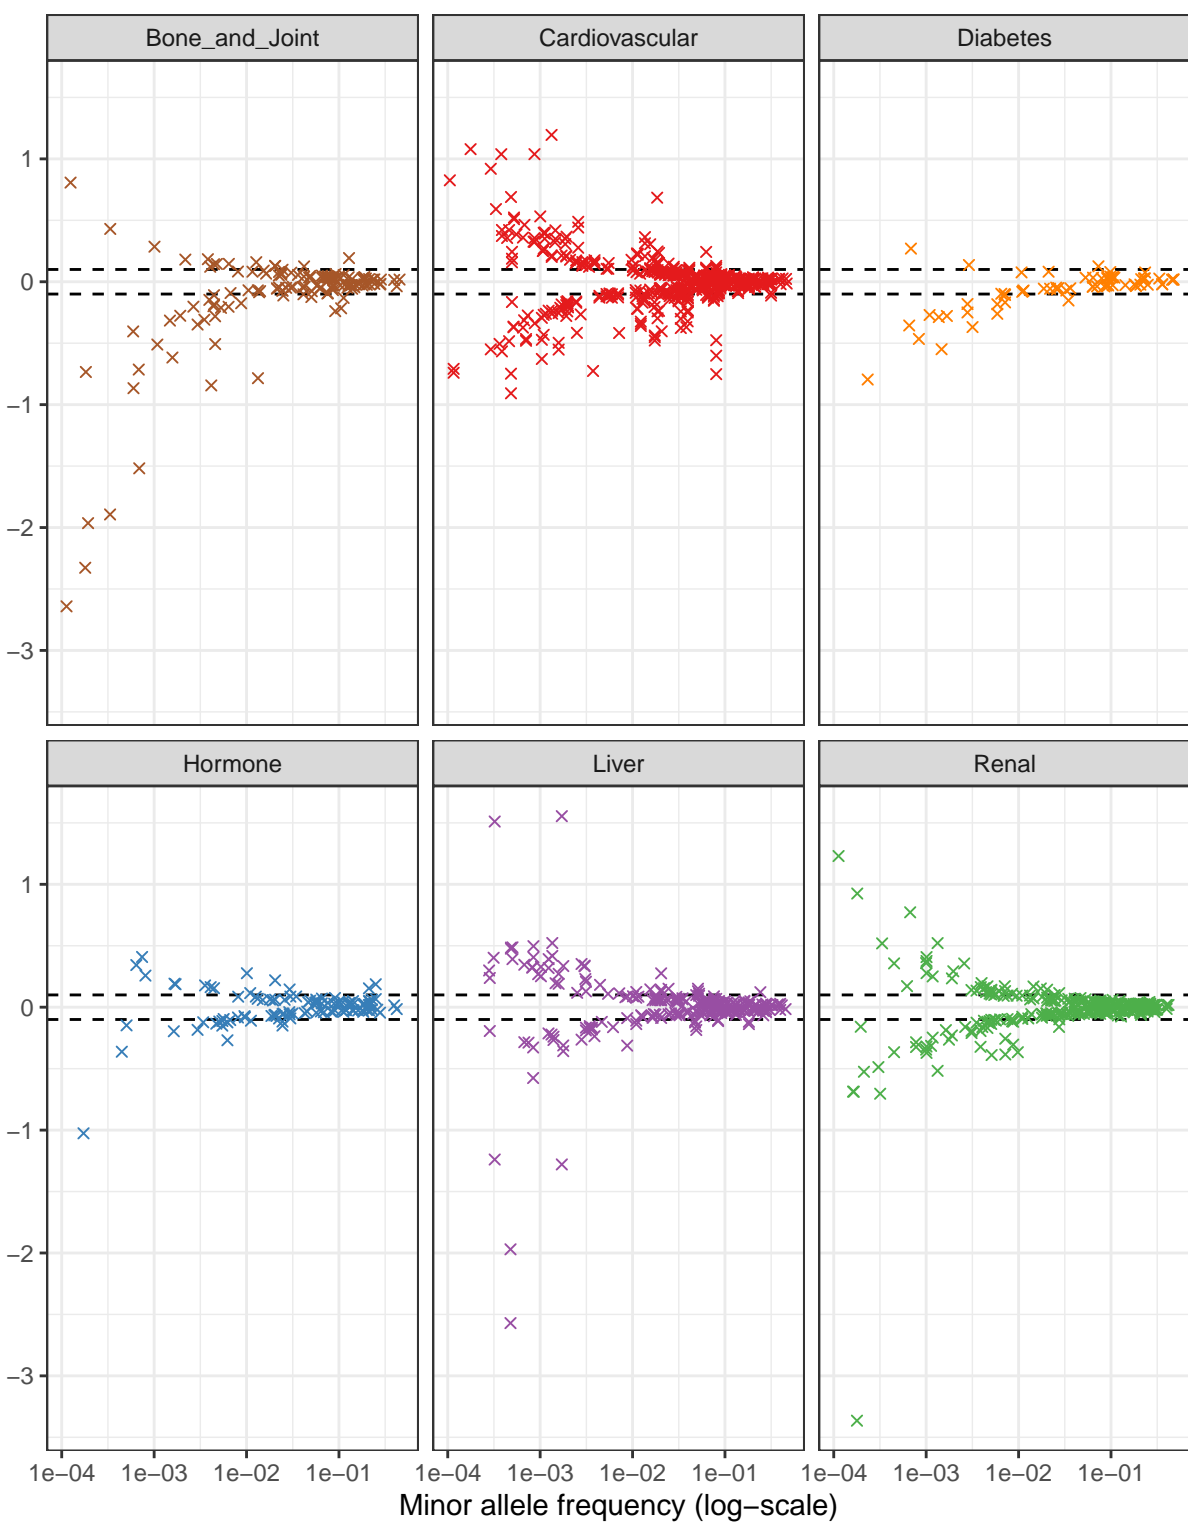 Bone_and_Joint Cardiovascular Diabetes
1
0
−1
−2
−3
Hormone Liver Renal
1
0
−1
−2
−3
1e−04 1e−03 1e−02 1e−01 1e−04 1e−03 1e−02 1e−01 1e−04 1e−03 1e−02 1e−01
Minor allele frequency (log−scale)